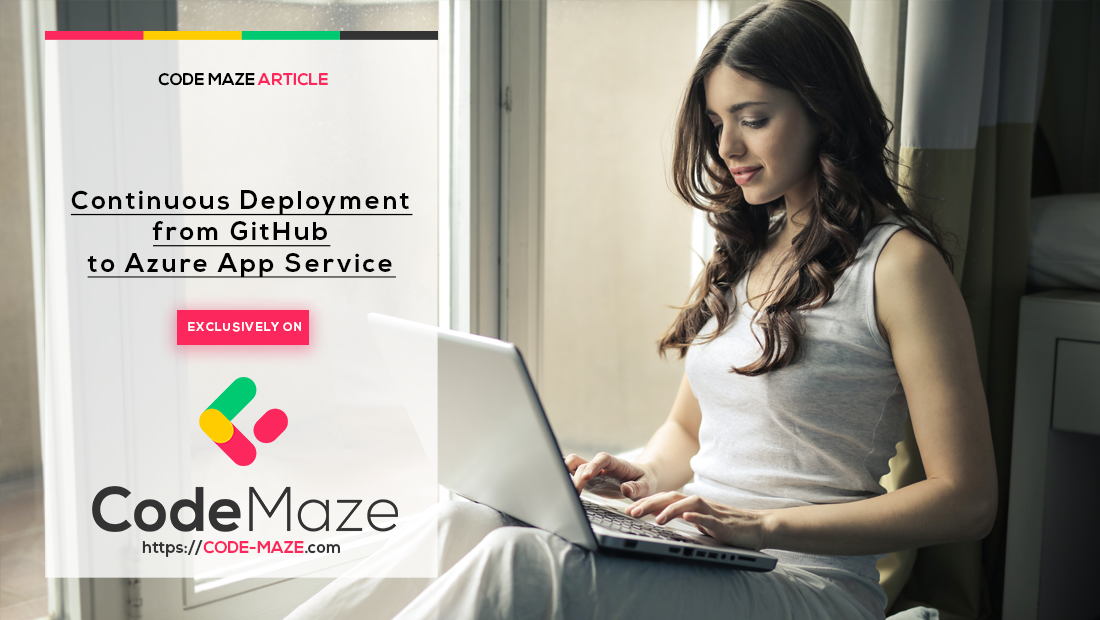 CODE MAZE ARTICLE
Continuous Deployment
from GitHub
to Azure App Service
EXCLUSIVELY ON
CodeMaze
https://CODE-MAZE.com